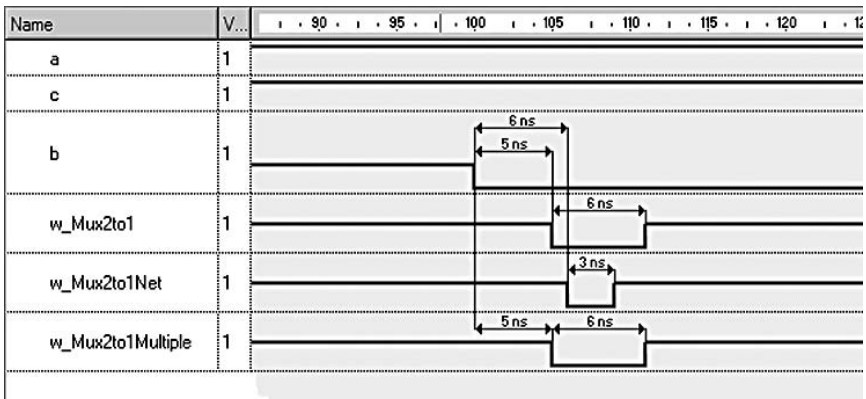 Name V... 90 95 100 105 110 115 120 12
a 1
c 1
6 ns
5 ns
b 1
6 ns
w_Mux2to1 1
3 ns
w_Mux2to1Net 1
5 ns 6 ns
w_Mux2to1Multiple 1